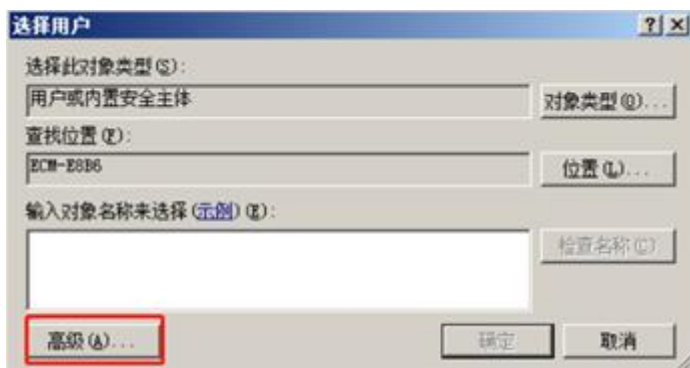 选择用户
选择此对象类型(S):
用户或内置安全主体
对象类型(O)...
查找位置(F):
ECM-E8B6
位置(L)...
输入对象名称来选择(示例)(E):
检查名称(C)
高级(A)...
确定
取消